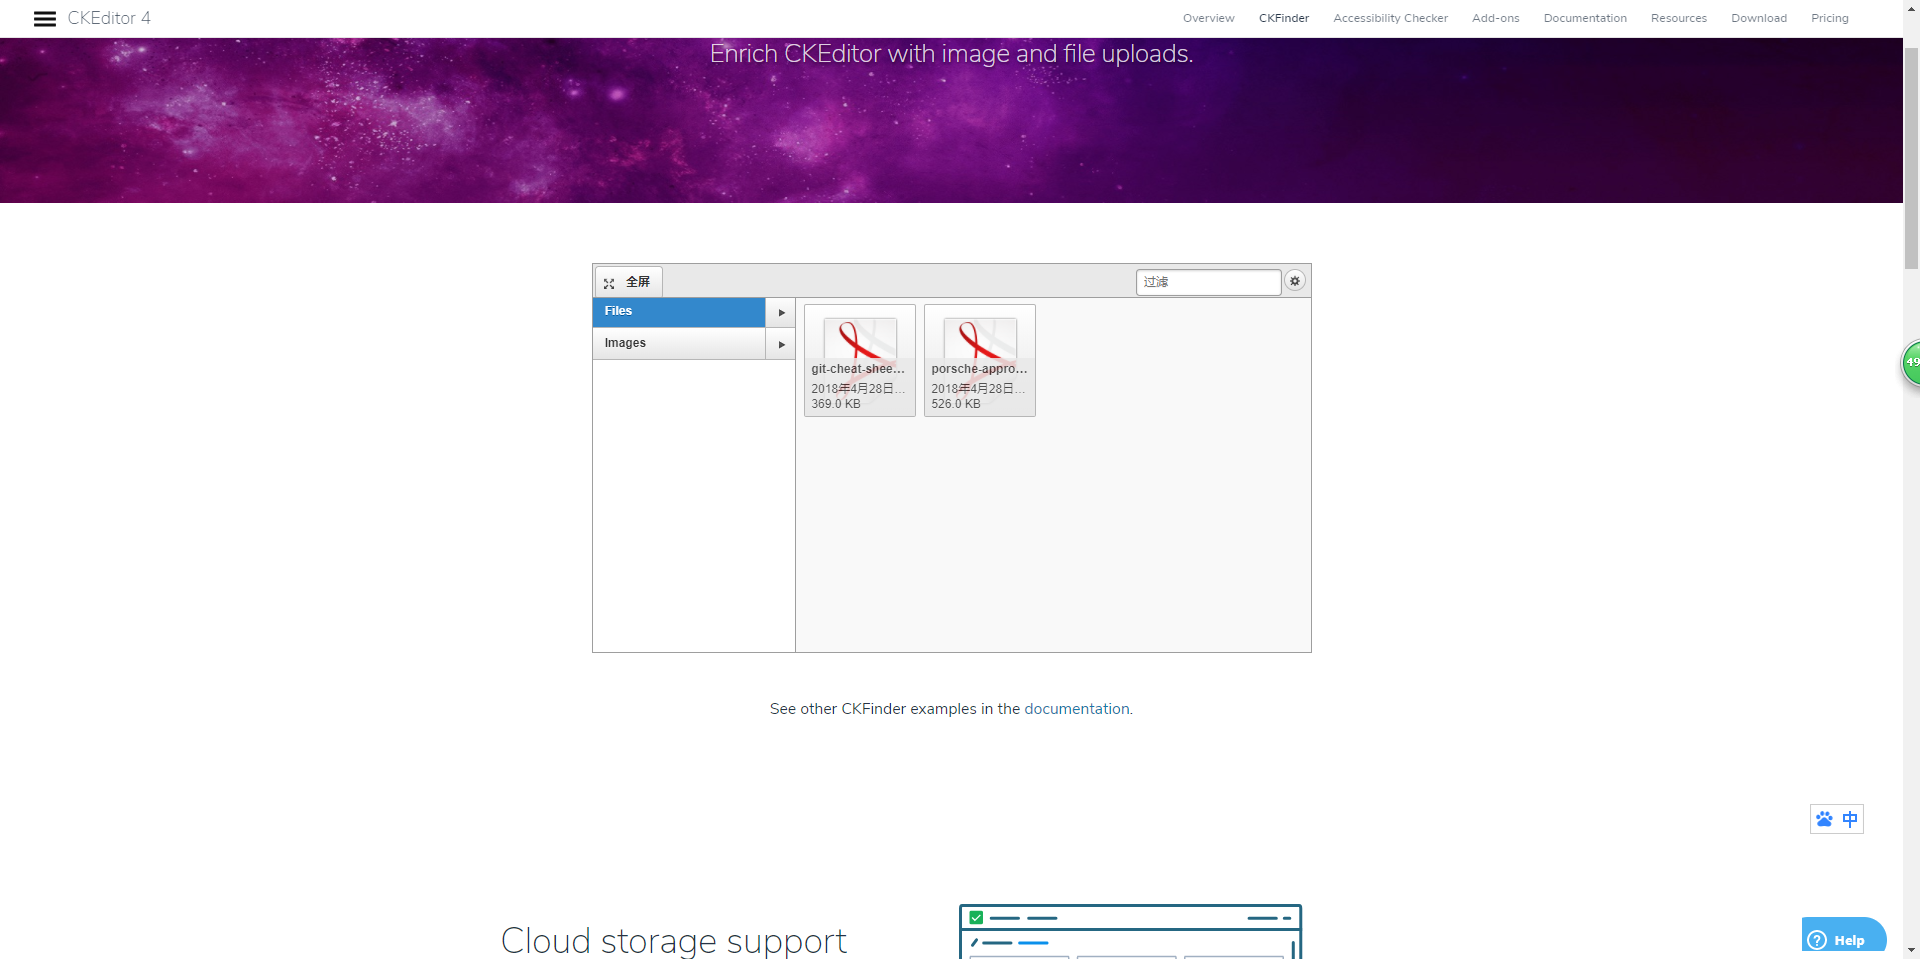 CKEditor 4
Overview CKFinder Accessibility Checker Add-ons Documentation Resources Download Pricing
Enrich CKEditor with image and file uploads.
全屏
过滤
Files
Images
git-cheat-shee...
2018年4月28日...
369.0 KB
porsche-appro...
2018年4月28日...
526.0 KB
49
See other CKFinder examples in the documentation.
中
Cloud storage support
? Help